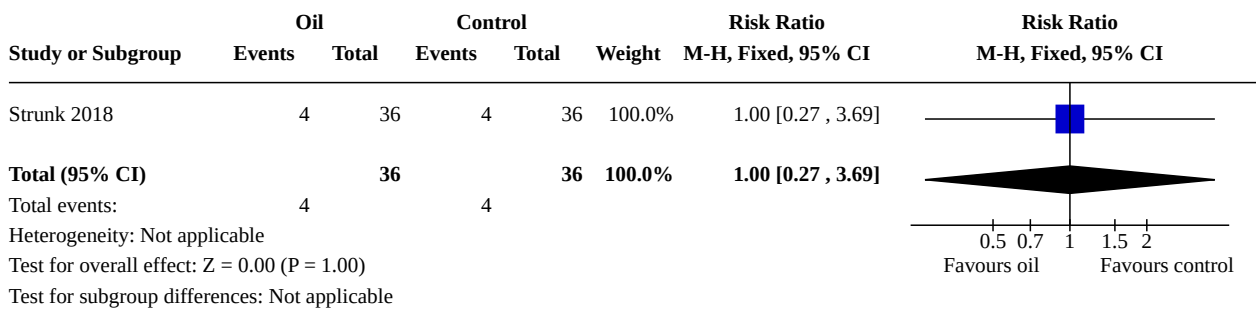 Oil Control Risk Ratio Risk Ratio
Study or Subgroup Events Total Events Total Weight M-H, Fixed, 95% CI M-H, Fixed, 95% CI
Strunk 2018 4 36 4 36 100.0% 1.00 [0.27 , 3.69]
Total (95% CI) 36 36 100.0% 1.00 [0.27 , 3.69]
Total events: 4 4
Heterogeneity: Not applicable
0.5 0.7 1 1.5 2
Test for overall effect: Z = 0.00 (P = 1.00)
Favours oil Favours control
Test for subgroup differences: Not applicable